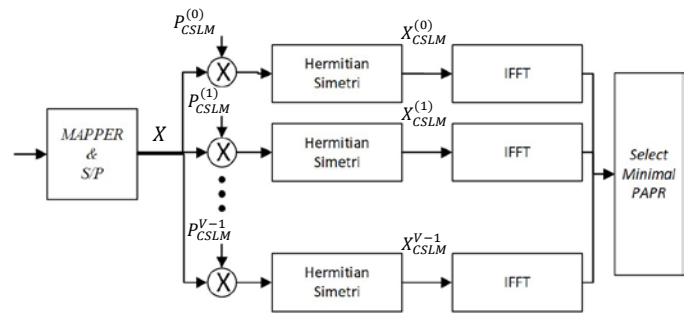 P_{CSLM}^{(0)}
X_{CSLM}^{(0)}
X
Hermitian
Simetri
IFFT
P_{CSLM}^{(1)}
X_{CSLM}^{(1)}
MAPPER
&
S/P
X
X
Hermitian
Simetri
IFFT
Select
Minimal
PAPR
P_{CSLM}^{V-1}
X_{CSLM}^{V-1}
X
Hermitian
Simetri
IFFT